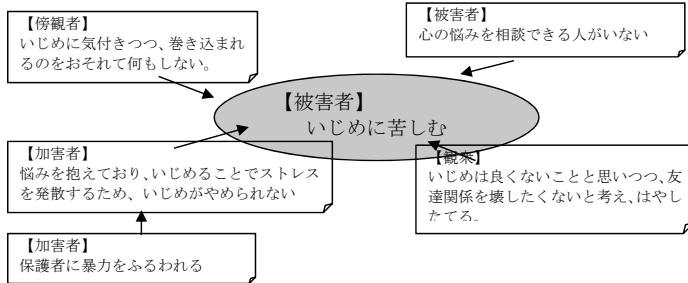 【傍観者】
いじめに気付きつつ、巻き込まれ
るのをおそれて何もしない。
【被害者】
心の悩みを相談できる人がいない
【被害者】
いじめに苦しむ
【加害者】
悩みを抱えており、いじめることでストレス
を発散するため、いじめがやめられない
【観衆】
いじめは良くないことと思いつつ、友
達関係を壊したくないと考え、はやし
たてる。
【加害者】
保護者に暴力をふるわれる